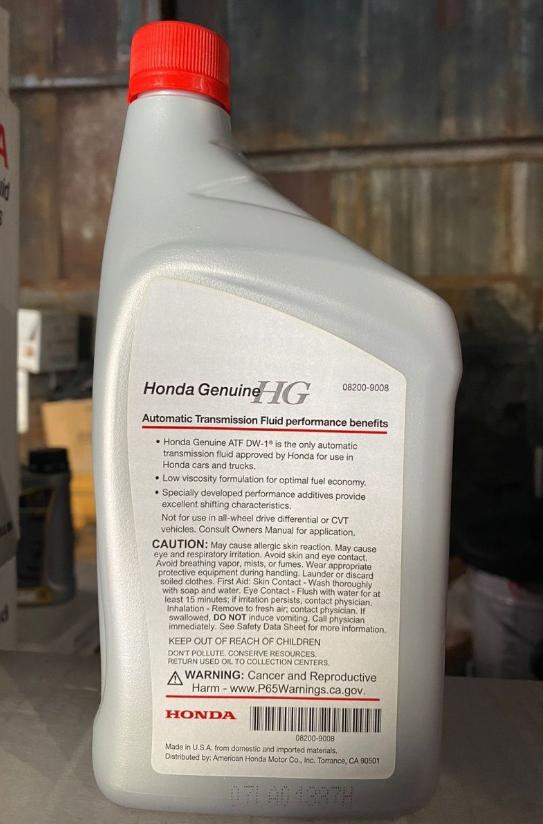 Honda Genuine HG 08200-9008
Automatic Transmission Fluid performance benefits
• Honda Genuine ATF DW-1® is the only automatic
transmission fluid approved by Honda for use in
Honda cars and trucks.
• Low viscosity formulation for optimal fuel economy.
• Specially developed performance additives provide
excellent shifting characteristics.
Not for use in all-wheel drive differential or CVT
vehicles. Consult Owners Manual for application.
CAUTION: May cause allergic skin reaction. May cause
eye and respiratory irritation. Avoid skin and eye contact.
Avoid breathing vapor, mists, or fumes. Wear appropriate
protective equipment during handling. Launder or discard
soiled clothes. First Aid: Skin Contact - Wash thoroughly
with soap and water. Eye Contact - Flush with water for at
least 15 minutes; if irritation persists, contact physician.
Inhalation - Remove to fresh air; contact physician. If
swallowed, DO NOT induce vomiting. Call physician
immediately. See Safety Data Sheet for more information.
KEEP OUT OF REACH OF CHILDREN
DON'T POLLUTE. CONSERVE RESOURCES.
RETURN USED OIL TO COLLECTION CENTERS.
WARNING: Cancer and Reproductive
Harm - www.P65Warnings.ca.gov.
HONDA
08200-9008
Made in U.S.A. from domestic and imported materials.
Distributed by: American Honda Motor Co., Inc. Torrance, CA 90501